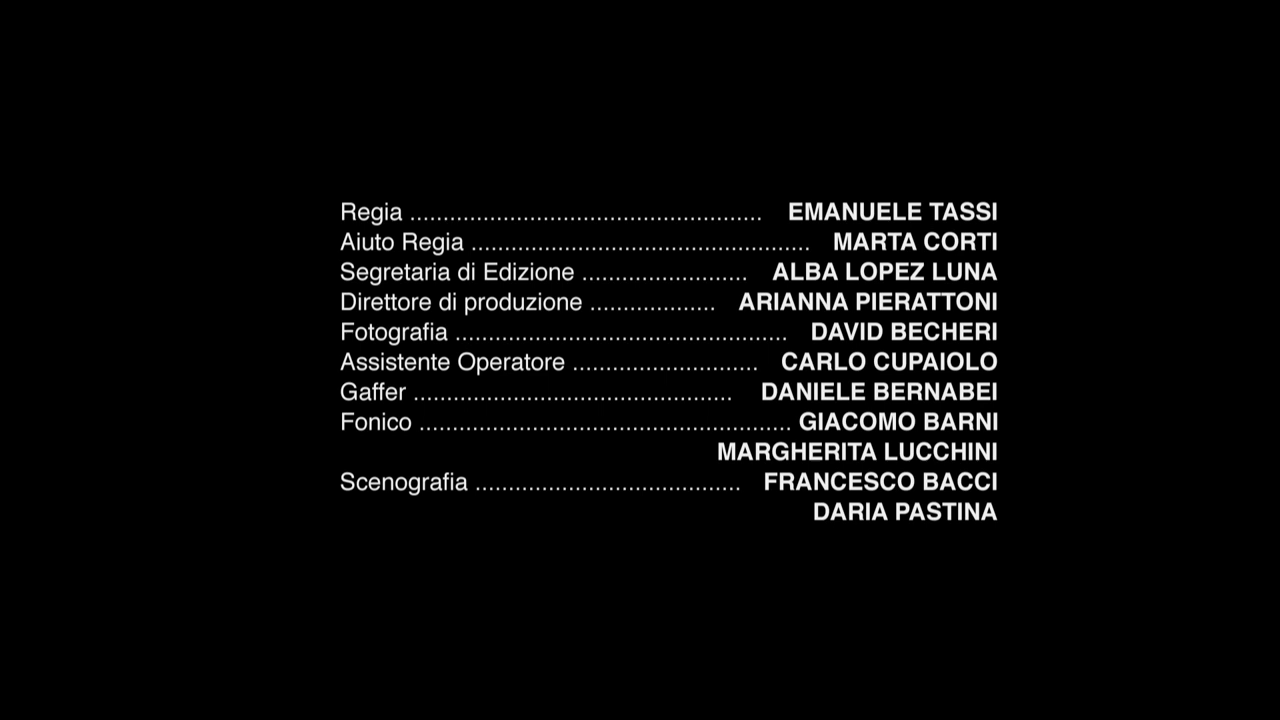 Regia ..................................................... EMANUELE TASSI
Aiuto Regia ................................................... MARTA CORTI
Segretaria di Edizione ......................... ALBA LOPEZ LUNA
Direttore di produzione ................... ARIANNA PIERATTONI
Fotografia .................................................. DAVID BECHERI
Assistente Operatore ............................ CARLO CUPAIOLO
Gaffer ................................................ DANIELE BERNABEI
Fonico ........................................................ GIACOMO BARNI
MARGHERITA LUCCHINI
Scenografia ........................................ FRANCESCO BACCI
DARIA PASTINA